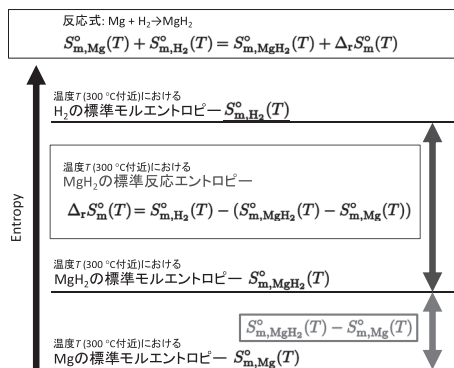 反応式: Mg + H₂→MgH₂
S°m,Mg(T) + S°m,H₂(T) = S°m,MgH₂(T) + ΔrS°m(T)
温度T (300 °C付近)における
H₂の標準モルエントロピー S°m,H₂(T)
温度T (300 °C付近)における
MgH₂の標準反応エントロピー
ΔrS°m(T) = S°m,H₂(T) − (S°m,MgH₂(T) − S°m,Mg(T))
Entropy
温度T (300 °C付近)における
MgH₂の標準モルエントロピー S°m,MgH₂(T)
S°m,MgH₂(T) − S°m,Mg(T)
温度T (300 °C付近)における
Mgの標準モルエントロピー S°m,Mg(T)